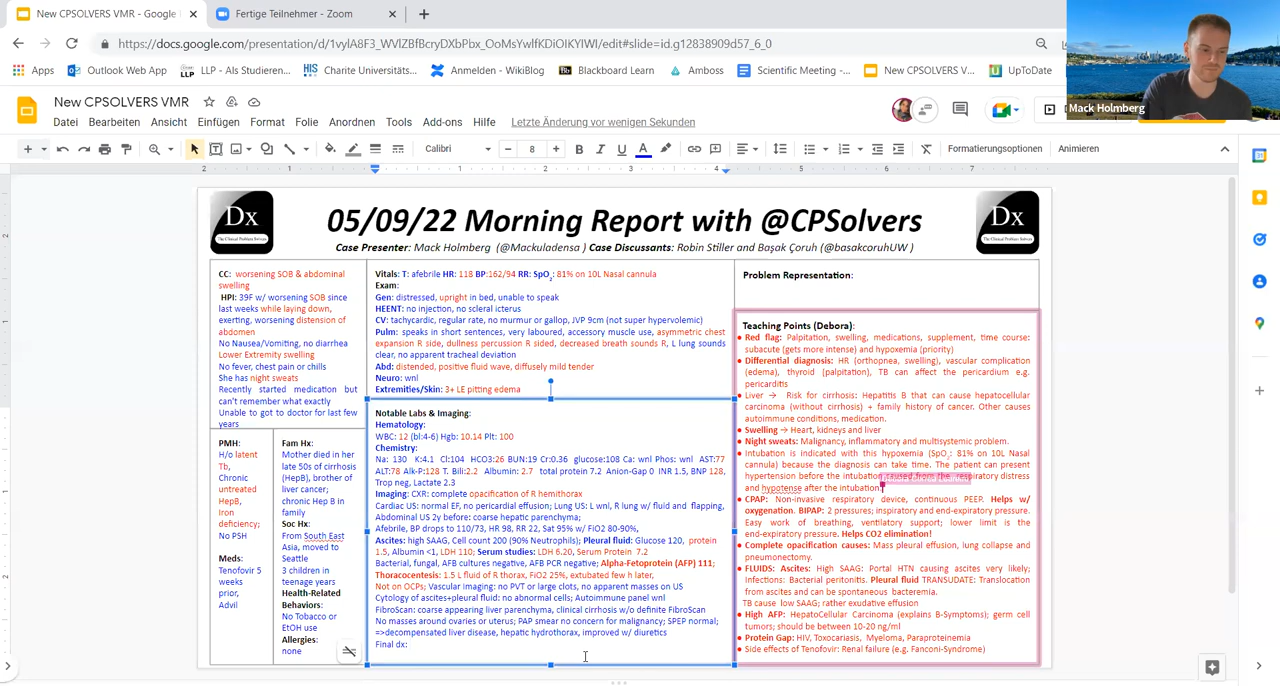 New CPSOLVERS VMR - Google
Fertige Teilnehmer - Zoom
https://docs.google.com/presentation/d/1vylA8F3_WVlZBfBcryDXbPbx_OoMsYwlfKDiOIKYIWI/edit#slide=id.g12838909d57_6_0
Apps
Outlook Web App
LLP - Als Studieren...
Charite Universitäts...
Anmelden - WikiBlog
Blackboard Learn
Amboss
Scientific Meeting -...
New CPSOLVERS V...
UpToDate
Mack Holmberg
New CPSOLVERS VMR
Datei Bearbeiten Ansicht Einfügen Format Folie Anordnen Tools Add-ons Hilfe Letzte Änderung vor wenigen Sekunden
Calibri
8
Formatierungsoptionen Animieren
2 1 1 2 3 4 5 6 7
Dx
The Clinical Problem Solvers
05/09/22 Morning Report with @CPSolvers
Case Presenter: Mack Holmberg (@Mackuladensa ) Case Discussants: Robin Stiller and Başak Çoruh (@basakcoruhUW )
Dx
The Clinical Problem Solvers
CC: worsening SOB & abdominal
swelling
HPI: 39F w/ worsening SOB since
last weeks while laying down,
exerting, worsening distension of
abdomen
No Nausea/Vomiting, no diarrhea
Lower Extremity swelling
No fever, chest pain or chills
She has night sweats
Recently started medication but
can't remember what exactly
Unable to got to doctor for last few
years
PMH:
H/o latent
Tb,
Chronic
untreated
HepB,
Iron
deficiency;
No PSH
Meds:
Tenofovir 5
weeks
prior,
Advil
Fam Hx:
Mother died in her
late 50s of cirrhosis
(HepB), brother of
liver cancer;
chronic Hep B in
family
Soc Hx:
From South East
Asia, moved to
Seattle
3 children in
teenage years
Health-Related
Behaviors:
No Tobacco or
EtOH use
Allergies:
none
Vitals: T: afebrile HR: 118 BP:162/94 RR: SpO2: 81% on 10L Nasal cannula
Exam:
Gen: distressed, upright in bed, unable to speak
HEENT: no injection, no scleral icterus
CV: tachycardic, regular rate, no murmur or gallop, JVP 9cm (not super hypervolemic)
Pulm: speaks in short sentences, very laboured, accessory muscle use, asymmetric chest
expansion R side, dullness percussion R sided, decreased breath sounds R, L lung sounds
clear, no apparent tracheal deviation
Abd: distended, positive fluid wave, diffusely mild tender
Neuro: wnl
Extremities/Skin: 3+ LE pitting edema
Notable Labs & Imaging:
Hematology:
WBC: 12 (bl:4-6) Hgb: 10.14 Plt: 100
Chemistry:
Na: 130 K:4.1 Cl:104 HCO3:26 BUN:19 Cr:0.36 glucose: 108 Ca: wnl Phos: wnl AST:77
ALT:78 Alk-P:128 T. Bili:2.2 Albumin: 2.7 total protein 7.2 Anion-Gap 0 INR 1.5, BNP 128,
Trop neg, Lactate 2.3
Imaging: CXR: complete opacification of R hemithorax
Cardiac US: normal EF, no pericardial effusion; Lung US: L wnl, R lung w/ fluid and flapping,
Abdominal US 2y before: coarse hepatic parenchyma;
Afebrile, BP drops to 110/73, HR 98, RR 22, Sat 95% w/ FiO2 80-90%,
Ascites: high SAAG, Cell count 200 (90% Neutrophils); Pleural fluid: Glucose 120, protein
1.5, Albumin <1, LDH 110; Serum studies: LDH 6.20, Serum Protein 7.2
Bacterial, fungal, AFB cultures negative, AFB PCR negative; Alpha-Fetoprotein (AFP) 111;
Thoracocentesis: 1.5 L fluid of R thorax, FiO2 25%, extubated few h later,
Not on OCPs; Vascular Imaging: no PVT or large clots, no apparent masses on US
Cytology of ascites+pleural fluid: no abnormal cells; Autoimmune panel wnl
FibroScan: coarse appearing liver parenchyma, clinical cirrhosis w/o definite FibroScan
No masses around ovaries or uterus; PAP smear no concern for malignancy; SPEP normal;
=>decompensated liver disease, hepatic hydrothorax, improved w/ diuretics
Final dx:
Problem Representation:
Teaching Points (Debora):
● Red flag: Palpitation, swelling, medications, supplement, time course:
subacute (gets more intense) and hypoxemia (priority)
● Differential diagnosis: HR (orthopnea, swelling), vascular complication
(edema), thyroid (palpitation), TB can affect the pericardium e.g.
pericarditis
● Liver → Risk for cirrhosis: Hepatitis B that can cause hepatocellular
carcinoma (without cirrhosis) + family history of cancer. Other causes
autoimmune conditions, medication.
● Swelling → Heart, kidneys and liver
● Night sweats: Malignancy, inflammatory and multisystemic problem.
● Intubation is indicated with this hypoxemia (SpO2: 81% on 10L Nasal
cannula) because the diagnosis can take time. The patient can present
hypertension before the intubation caused from the respiratory distress
and hypotense after the intubation
● CPAP: Non-invasive respiratory device, continuous PEEP. Helps w/
oxygenation. BIPAP: 2 pressures; inspiratory and end-expiratory pressure.
Easy work of breathing, ventilatory support; lower limit is the
end-expiratory pressure. Helps CO2 elimination!
● Complete opacification causes: Mass pleural effusion, lung collapse and
pneumonectomy.
● FLUIDS: Ascites: High SAAG: Portal HTN causing ascites very likely;
Infections: Bacterial peritonitis. Pleural fluid TRANSUDATE: Translocation
from ascites and can be spontaneous bacteremia.
TB cause low SAAG; rather exudative effusion
● High AFP: HepatoCellular Carcinoma (explains B-Symptoms); germ cell
tumors; should be between 10-20 ng/ml
● Protein Gap: HIV, Toxocariasis, Myeloma, Paraproteinemia
● Side effects of Tenofovir: Renal failure (e.g. Fanconi-Syndrome)